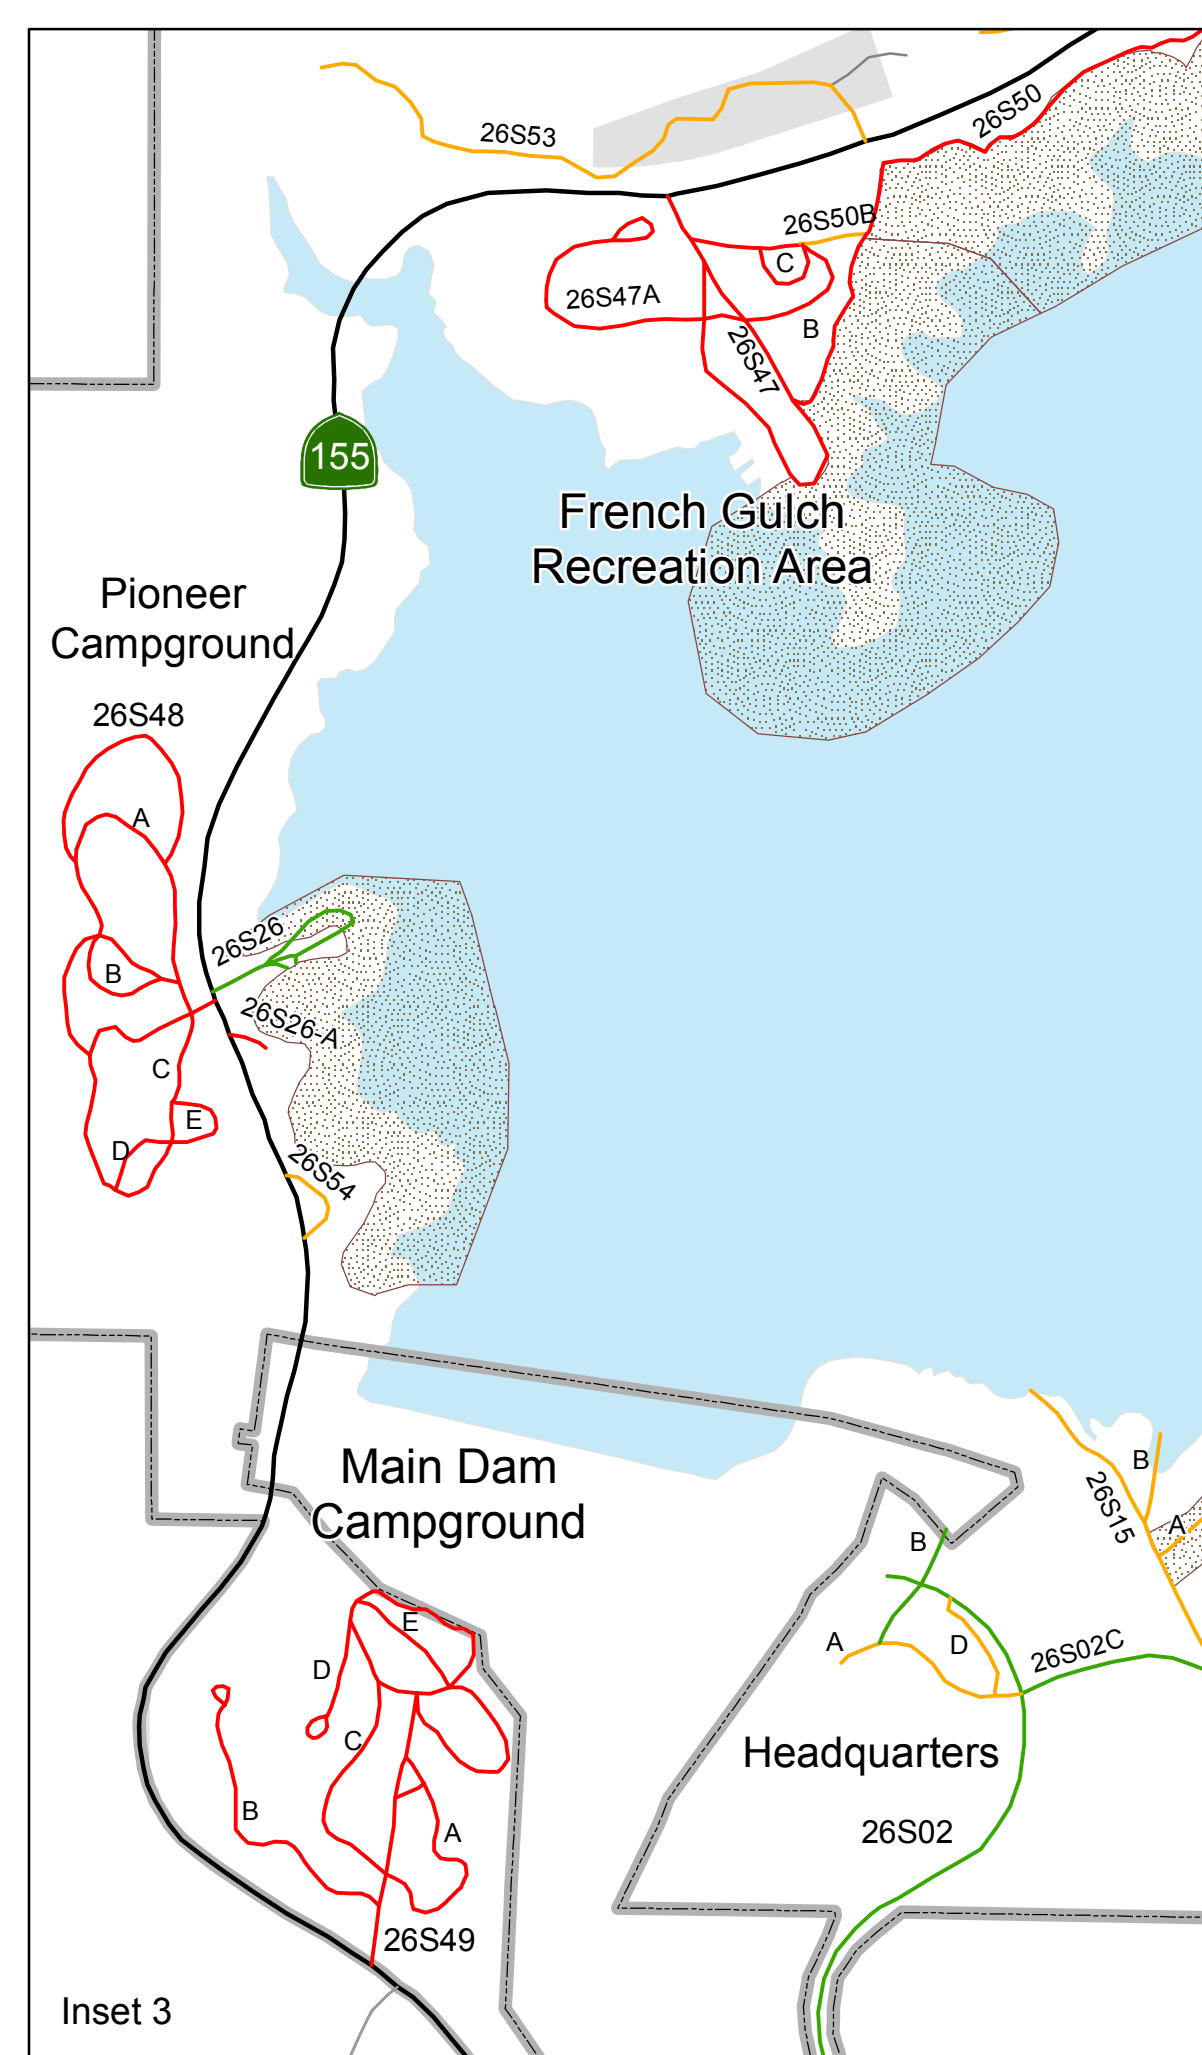 26S53
26S50
26S50B
C
26S47A
B
26S47
155
French Gulch
Recreation Area
Pioneer
Campground
26S48
A
26S26
B
26S26-A
C
E
D
26S54
Main Dam
Campground
B
26S15
A
B
E
D
A
D
26S02C
C
Headquarters
B
A
26S02
26S49
Inset 3